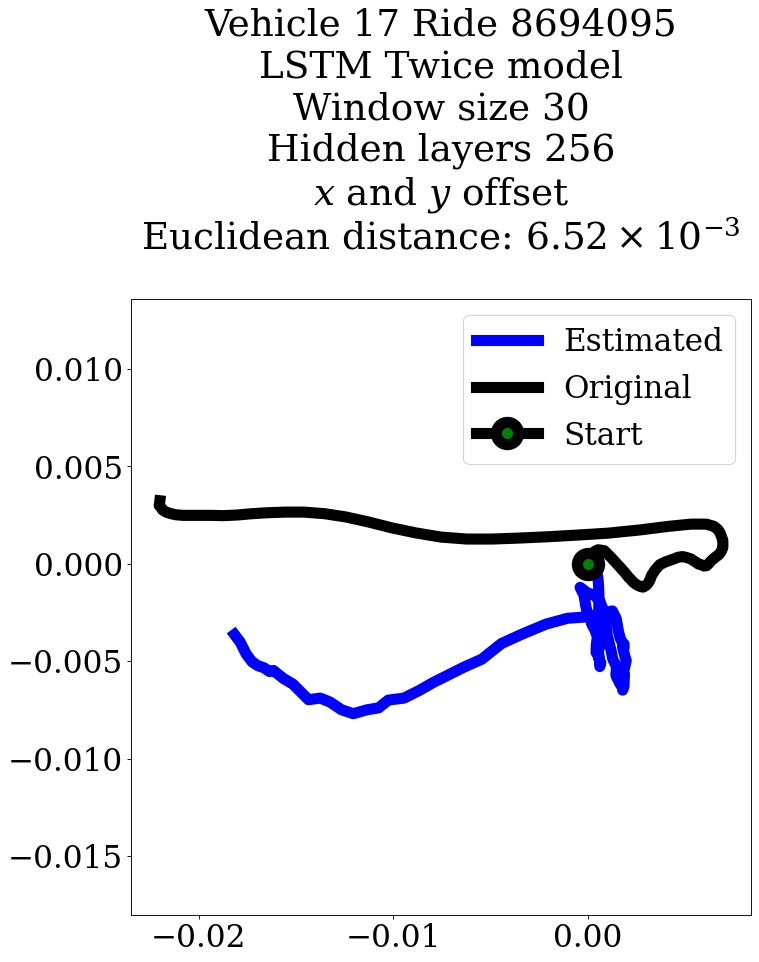 Vehicle 17 Ride 8694095
LSTM Twice model
Window size 30
Hidden layers 256
x and y offset
Euclidean distance: 6.52 × 10⁻³
Estimated
Original
Start
0.010
0.005
0.000
−0.005
−0.010
−0.015
−0.02
−0.01
0.00